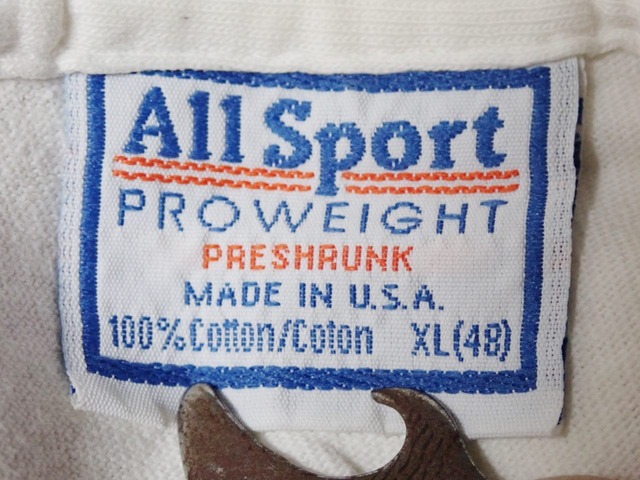 All Sport
PROWEIGHT
PRESHRUNK
MADE IN U.S.A.
100% Cotton/Coton XL(48)